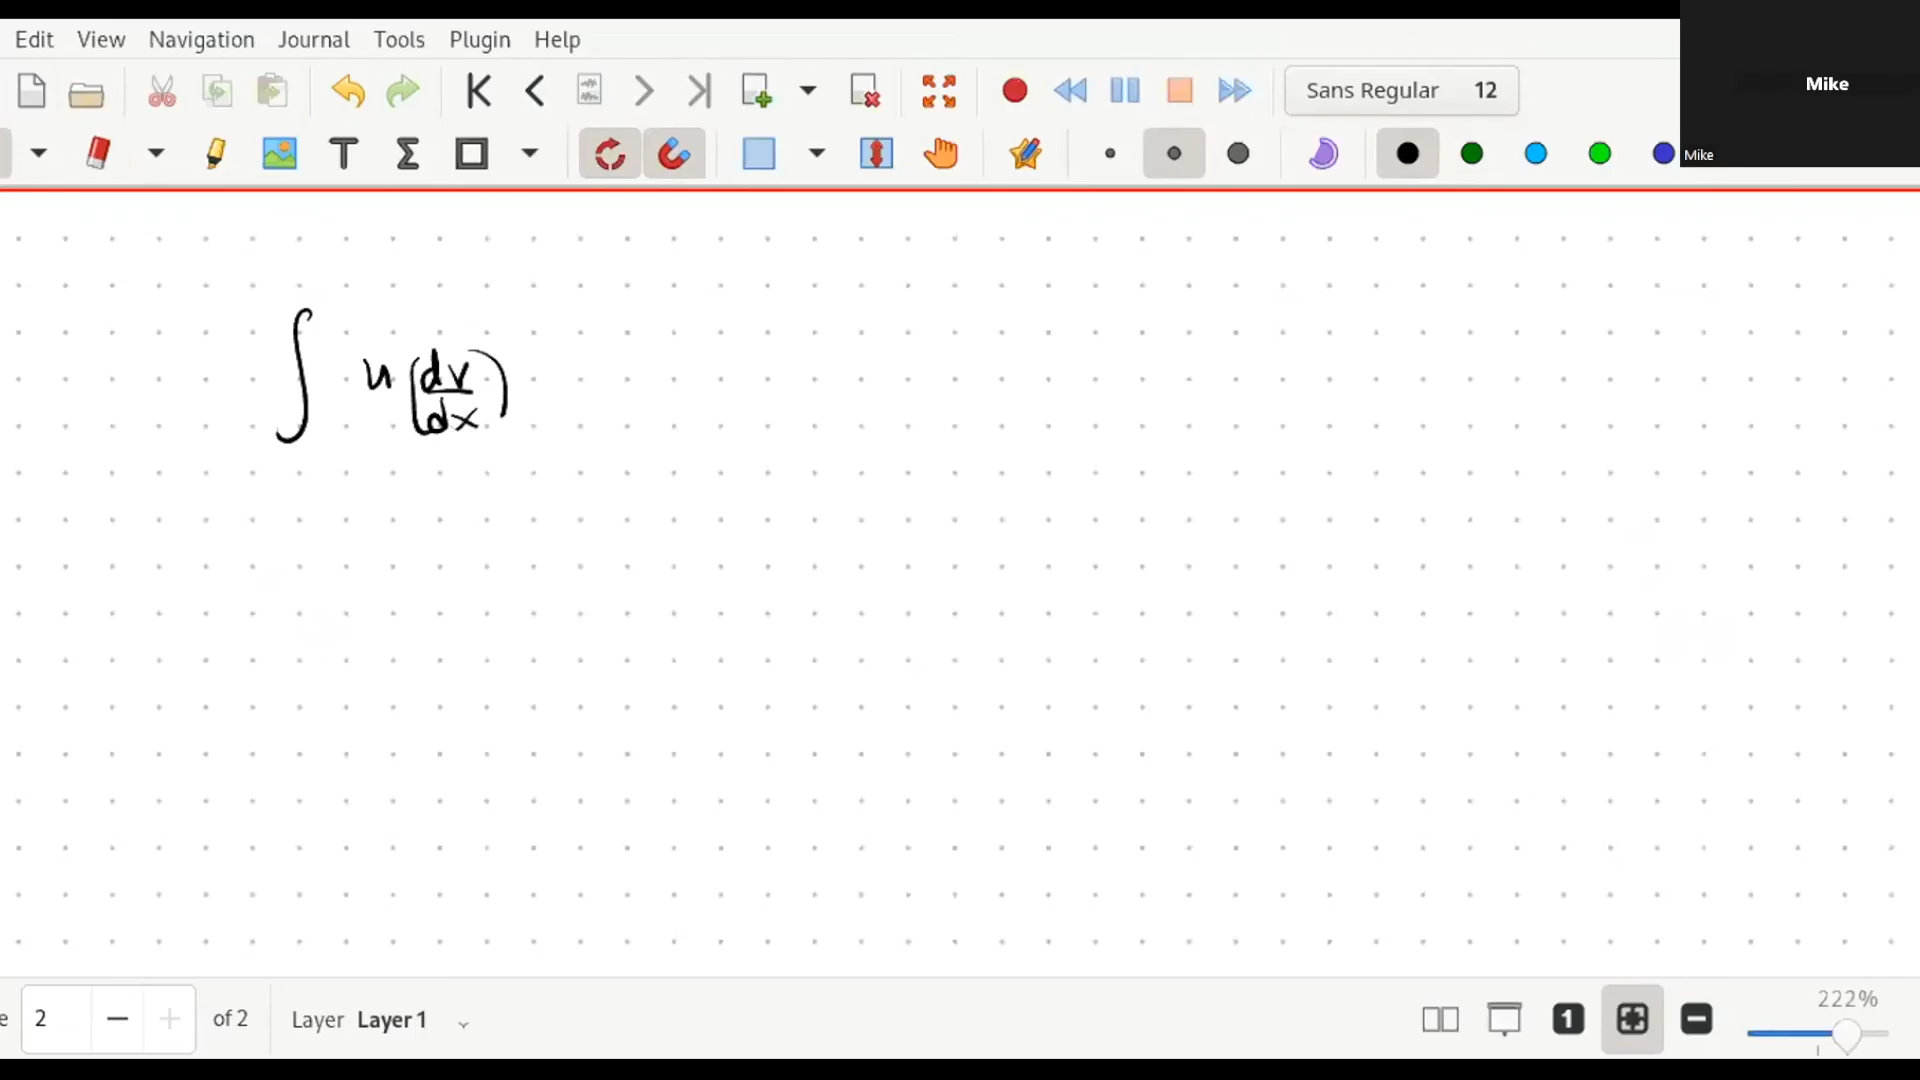 Edit View Navigation Journal Tools Plugin Help
Mike
Sans Regular 12
Mike
∫ u (dv/dx)
e 2 of 2 Layer Layer 1 1 222%